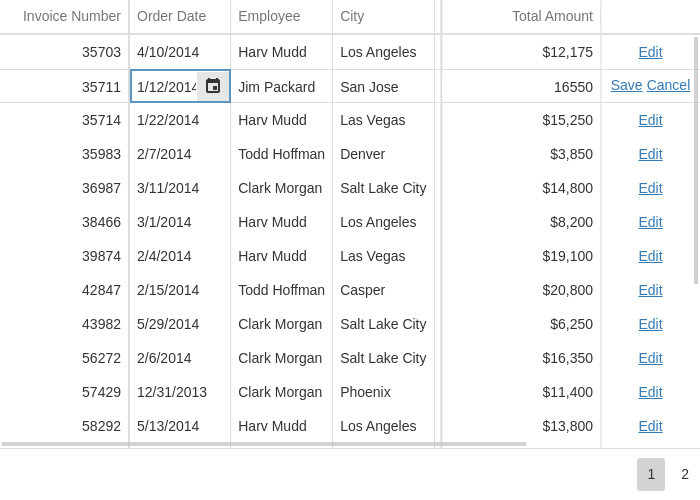 Invoice Number Order Date Employee City Total Amount
35703 4/10/2014 Harv Mudd Los Angeles $12,175 Edit
35711 1/12/2014 Jim Packard San Jose 16550 Save Cancel
35714 1/22/2014 Harv Mudd Las Vegas $15,250 Edit
35983 2/7/2014 Todd Hoffman Denver $3,850 Edit
36987 3/11/2014 Clark Morgan Salt Lake City $14,800 Edit
38466 3/1/2014 Harv Mudd Los Angeles $8,200 Edit
39874 2/4/2014 Harv Mudd Las Vegas $19,100 Edit
42847 2/15/2014 Todd Hoffman Casper $20,800 Edit
43982 5/29/2014 Clark Morgan Salt Lake City $6,250 Edit
56272 2/6/2014 Clark Morgan Salt Lake City $16,350 Edit
57429 12/31/2013 Clark Morgan Phoenix $11,400 Edit
58292 5/13/2014 Harv Mudd Los Angeles $13,800 Edit
1 2